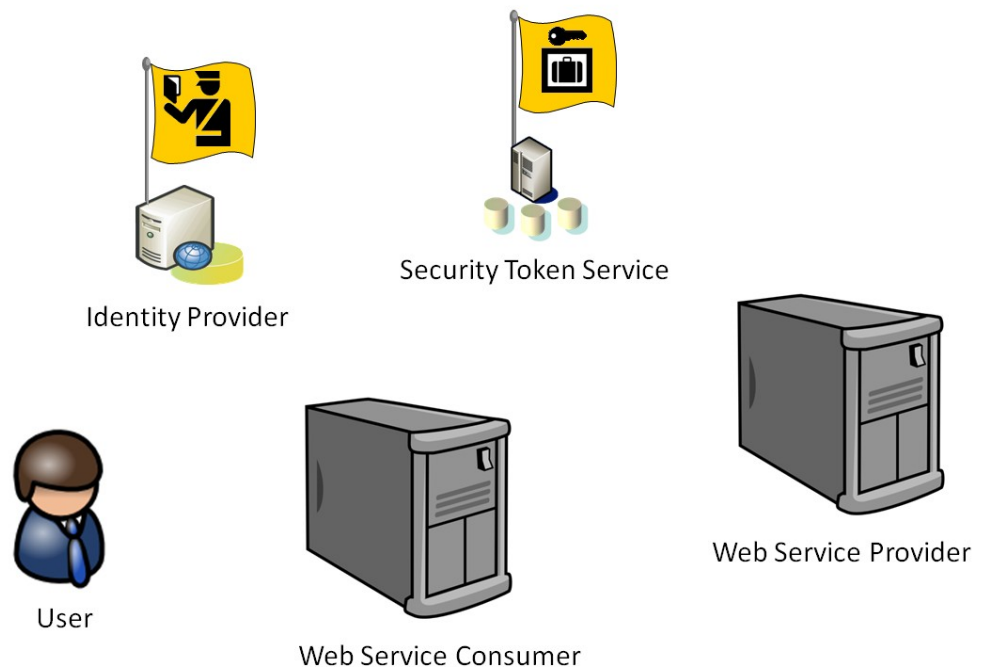 Security Token Service
Identity Provider
Web Service Provider
User
Web Service Consumer